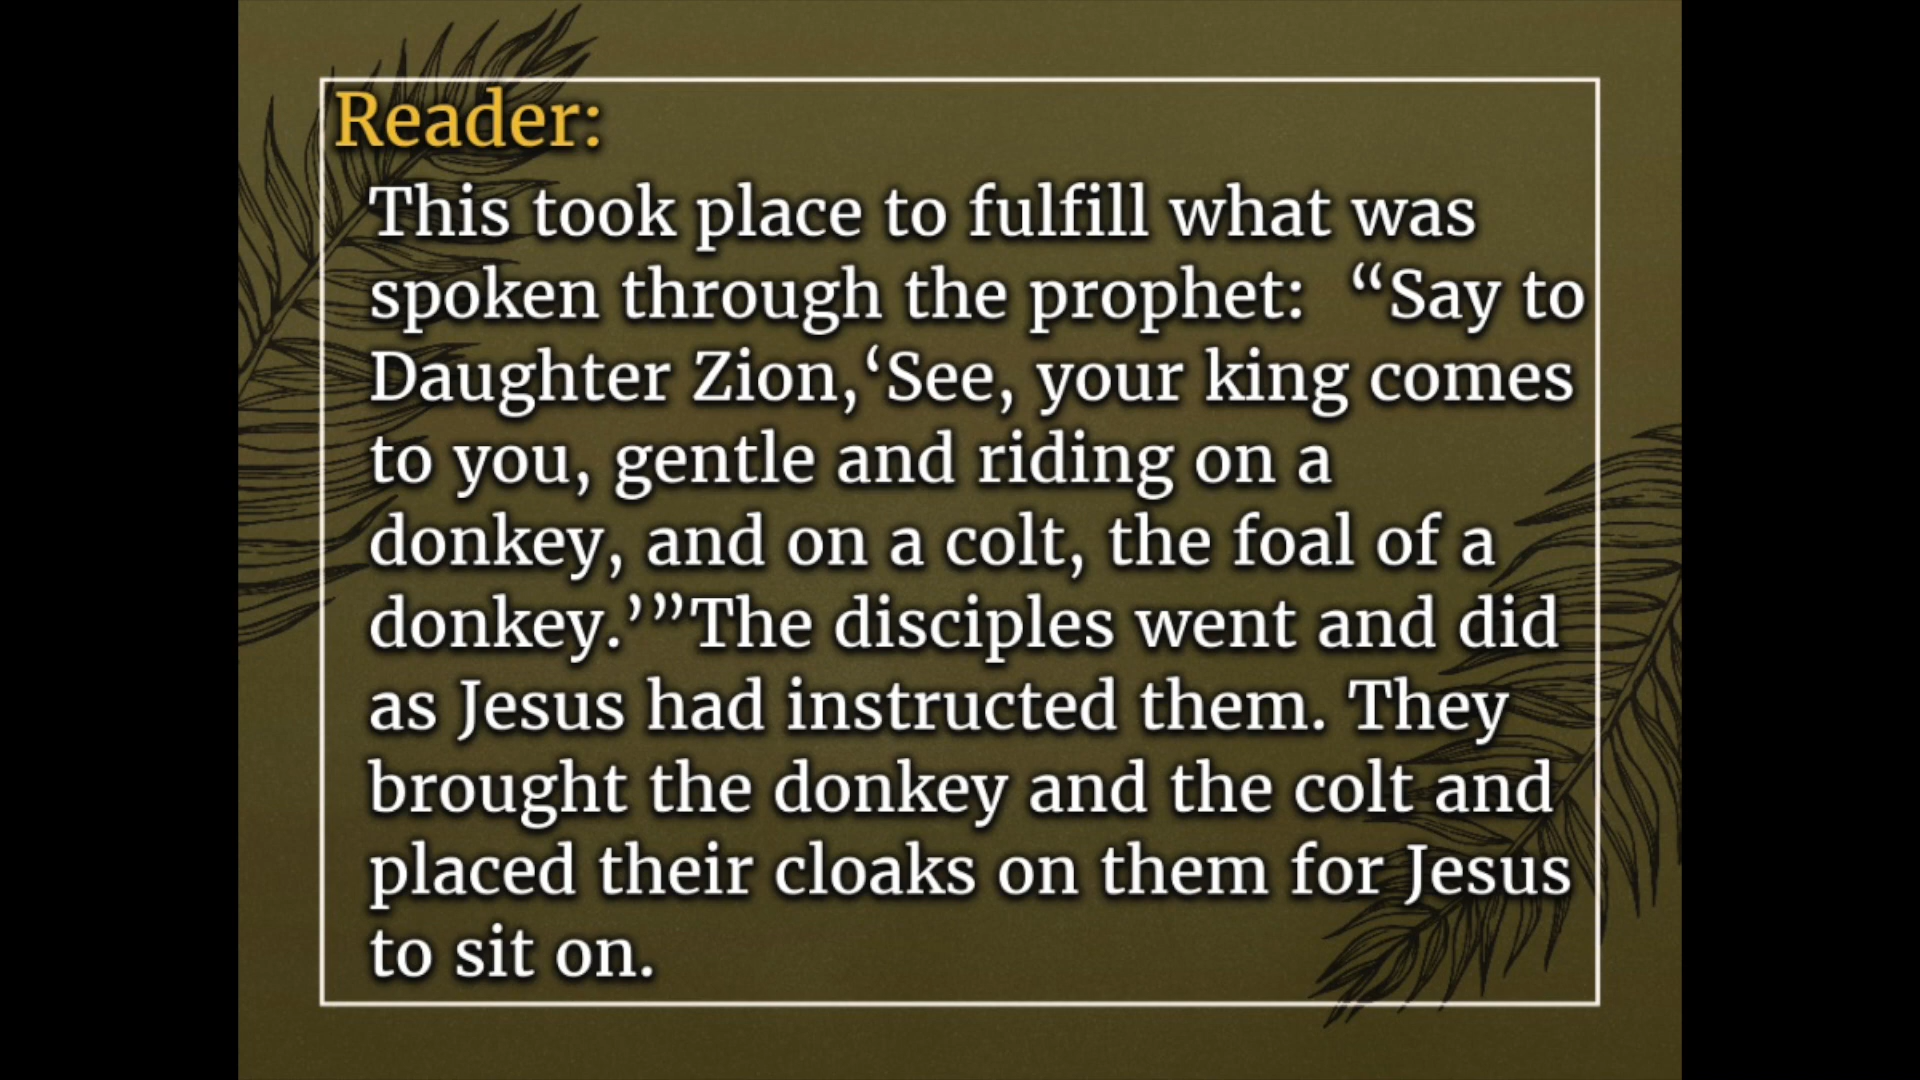 Reader:
This took place to fulfill what was
spoken through the prophet:  “Say to
Daughter Zion,‘See, your king comes
to you, gentle and riding on a
donkey, and on a colt, the foal of a
donkey.’”The disciples went and did
as Jesus had instructed them. They
brought the donkey and the colt and
placed their cloaks on them for Jesus
to sit on.